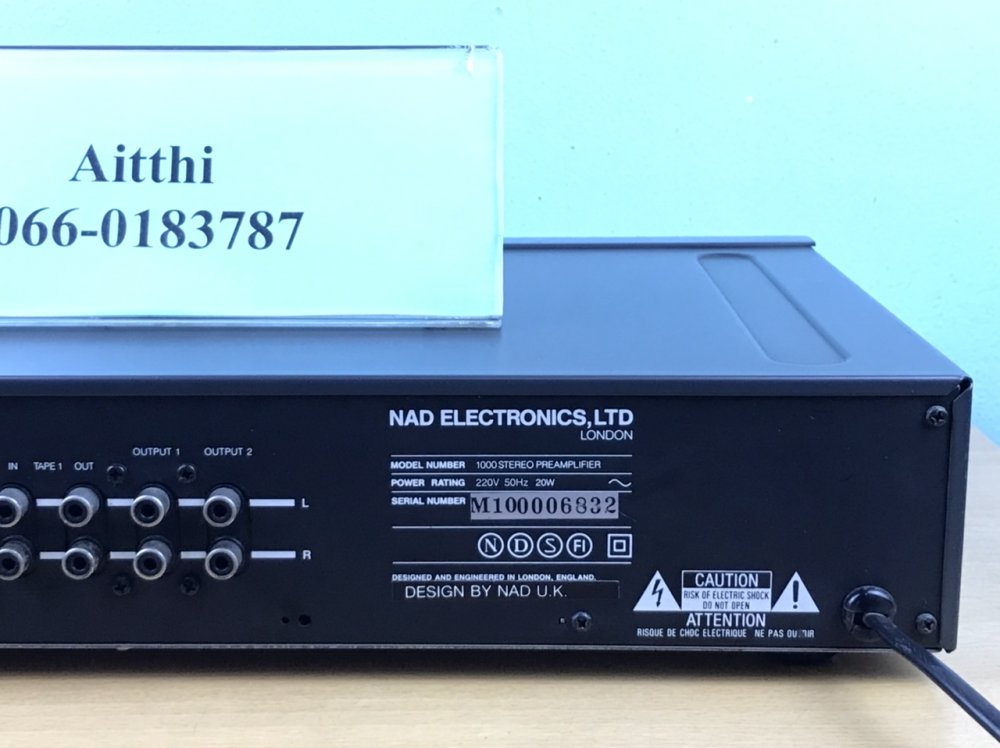 Aitthi
066-0183787
NAD ELECTRONICS,LTD
LONDON
MODEL NUMBER 1000 STEREO PREAMPLIFIER
POWER RATING 220V 50Hz 20W ~
SERIAL NUMBER M100006832
N D S FI
DESIGNED AND ENGINEERED IN LONDON, ENGLAND.
DESIGN BY NAD U.K.
IN TAPE 1 OUT OUTPUT 1 OUTPUT 2
L
R
CAUTION
RISK OF ELECTRIC SHOCK
DO NOT OPEN
ATTENTION
RISQUE DE CHOC ELECTRIQUE NE PAS OUVRIR